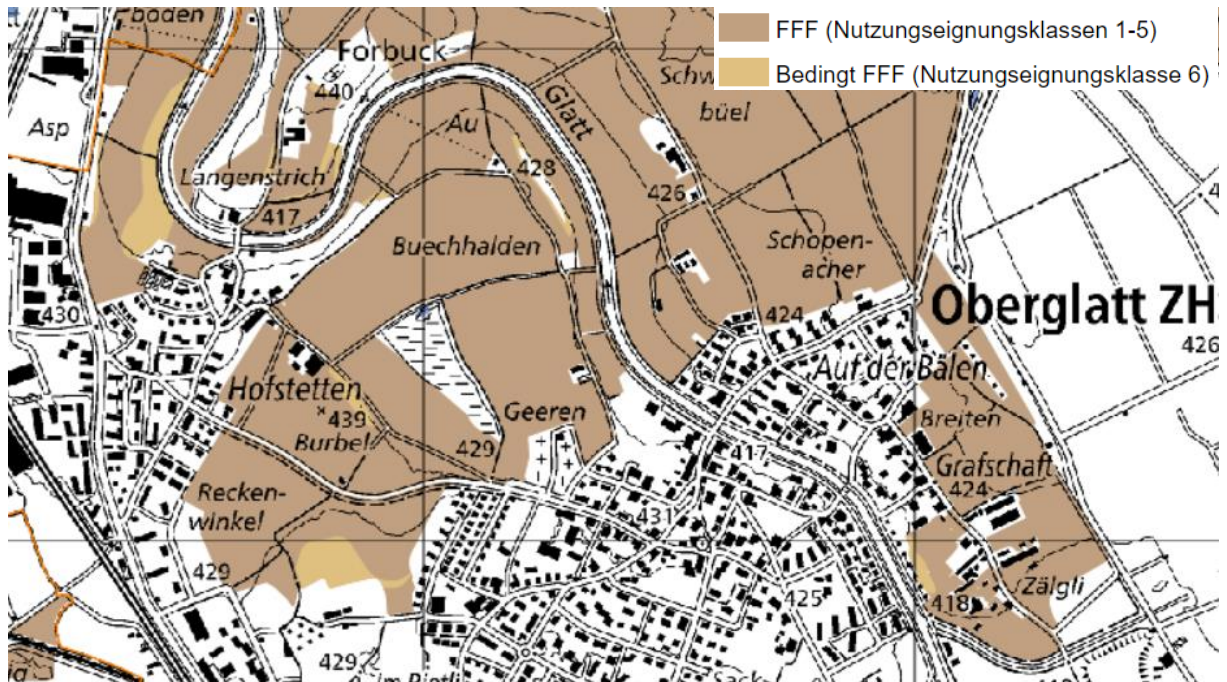 boden
FFF (Nutzungseignungsklassen 1-5)
Bedingt FFF (Nutzungseignungsklasse 6)
Forbuck
440
Glatt
Schw
büel
Asp
Au
Langenstrich
428
426
417
Buechhalden
Schopen-
acher
430
424
Oberglatt ZH
426
Auf der Bälen
Hofstetten
439
Geeren
Breiten
Burbel
429
417
Grafschaft
424
Recken-
winkel
431
429
425
418
Zälgli
429